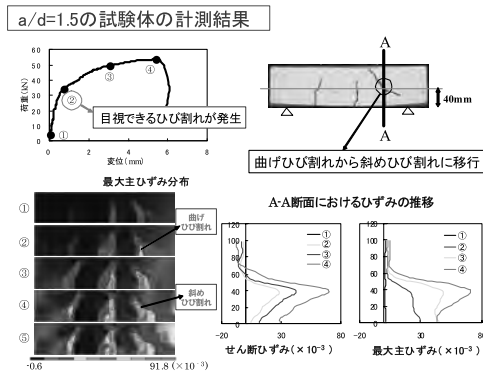 a/d=1.5の試験体の計測結果
60
50
40
30
20
10
0
荷重(kN)
0 2 4 6 8
変位(mm)
①
②
③
④
目視できるひび割れが発生
A
A
40mm
曲げひび割れから斜めひび割れに移行
最大主ひずみ分布
①
②
③
④
⑤
曲げ
ひび割れ
斜め
ひび割れ
-0.6 91.8 (×10⁻³)
A-A断面におけるひずみの推移
120
100
80
60
40
20
0
-20 30 80
①
②
③
④
せん断ひずみ(×10⁻³)
120
100
80
60
40
20
0
-20 30 80
①
②
③
④
最大主ひずみ(×10⁻³)